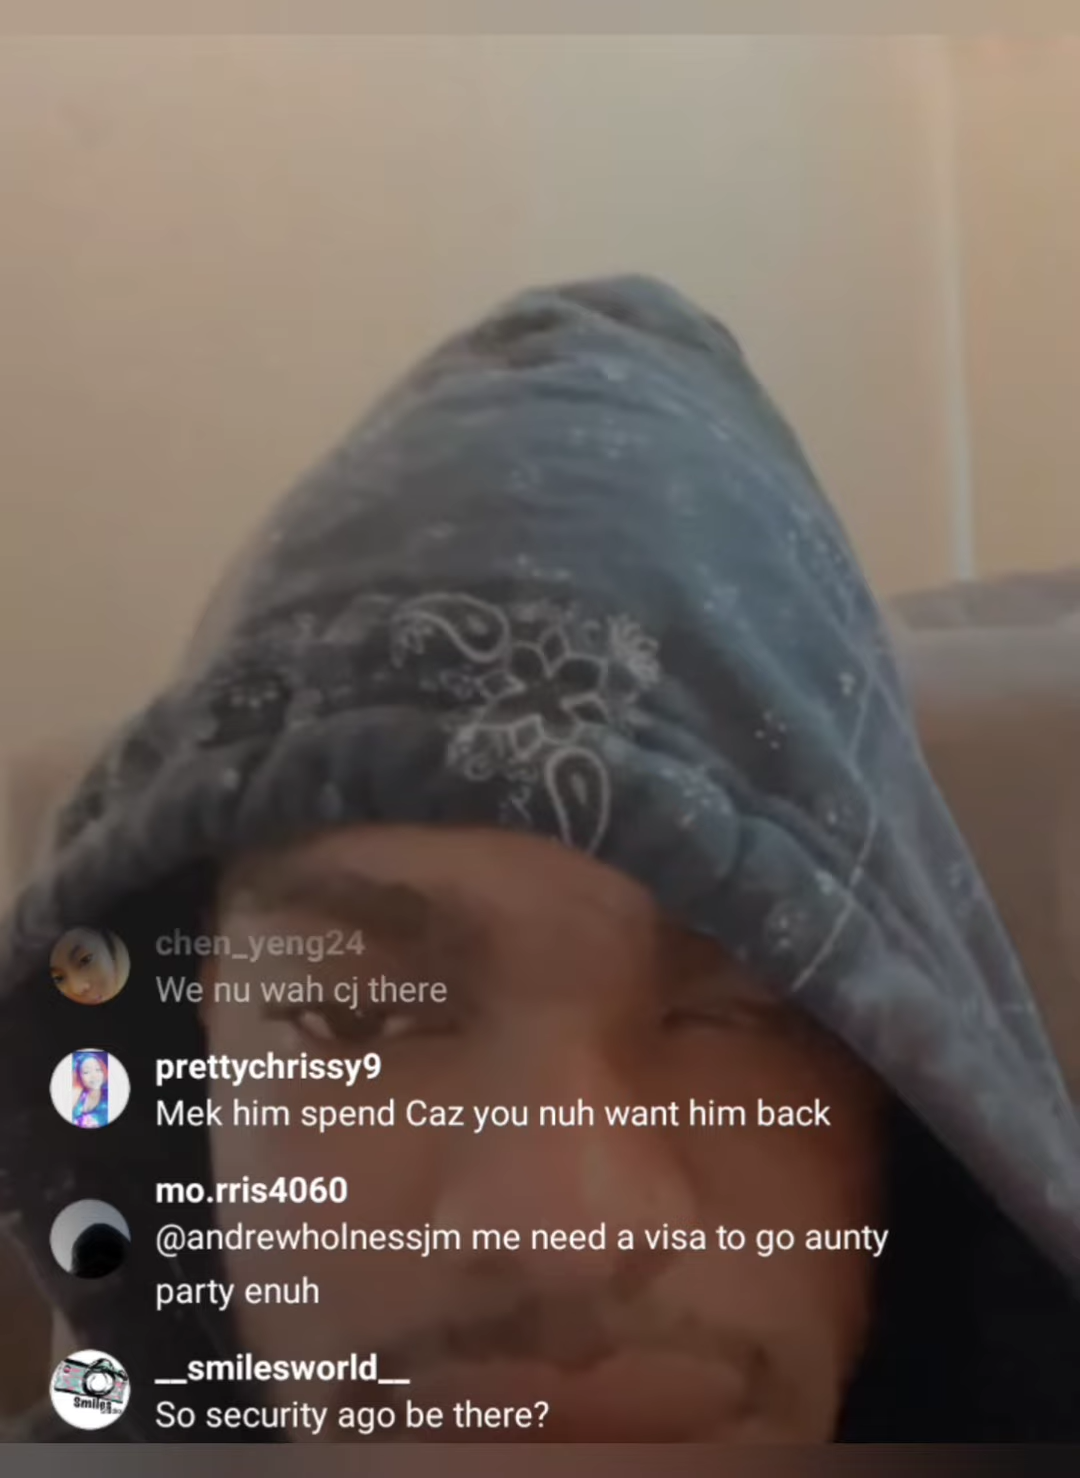 chen_yeng24
We nu wah cj there
prettychrissy9
Mek him spend Caz you nuh want him back
mo.rris4060
@andrewholnessjm me need a visa to go aunty
party enuh
__smilesworld__
So security ago be there?
Smiles